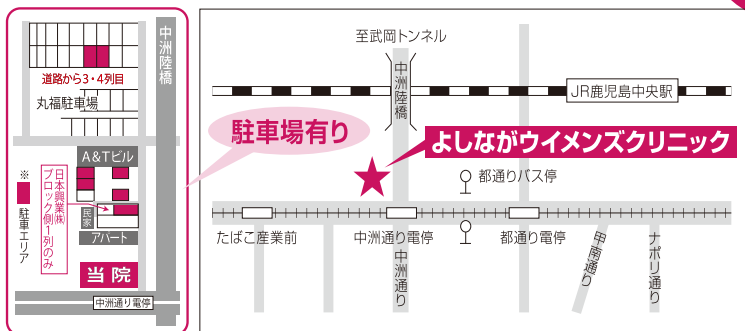 中洲陸橋
道路から3・4列目
丸福駐車場
A&Tビル
日本興業㈱
ブロック側1列のみ
※
駐車エリア
民家
アパート
当院
中洲通り電停
駐車場有り
至武岡トンネル
中洲陸橋
JR鹿児島中央駅
よしながウイメンズクリニック
都通りバス停
たばこ産業前
中洲通り電停
都通り電停
中洲通り
甲南通り
ナポリ通り